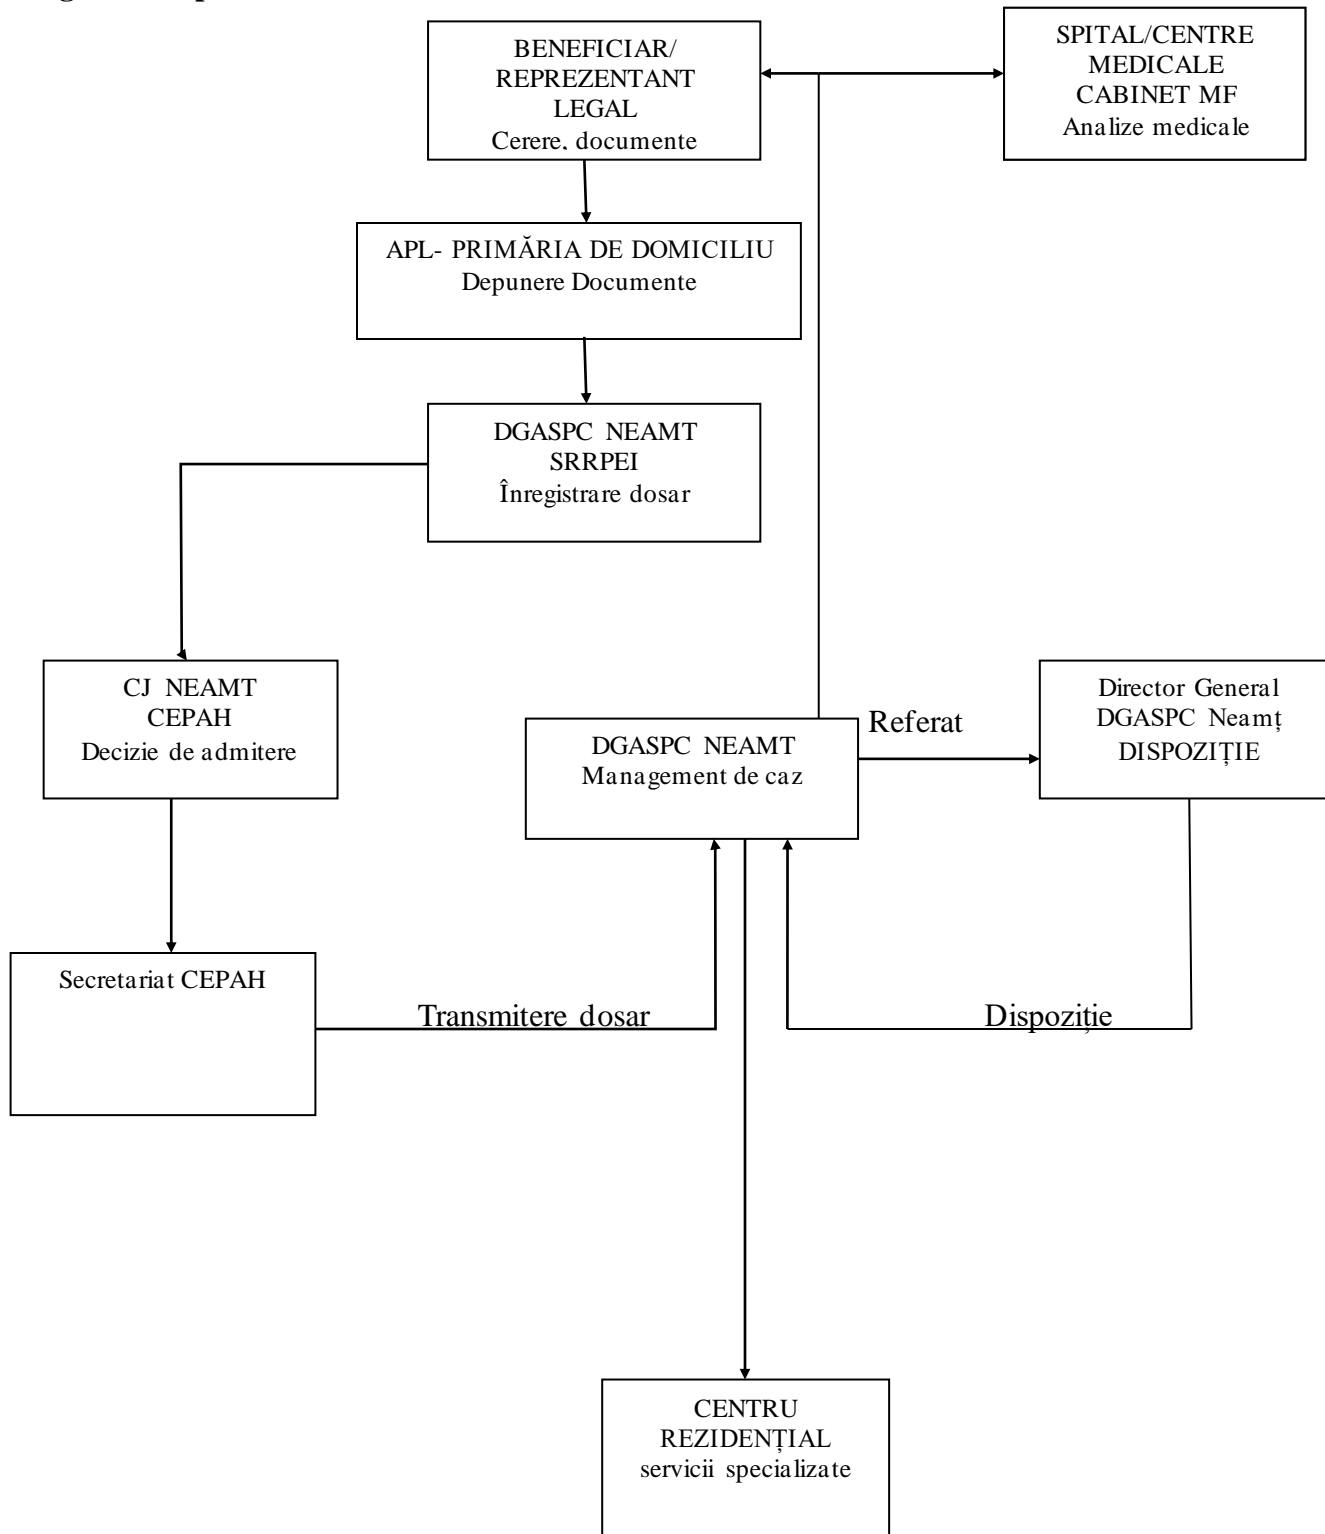 BENEFICIAR/
REPREZENTANT
LEGAL
Cerere, documente
SPITAL/CENTRE
MEDICALE
CABINET MF
Analize medicale
APL- PRIMĂRIA DE DOMICILIU
Depunere Documente
DGASPC NEAMT
SRRPEI
Înregistrare dosar
CJ NEAMT
CEPAH
Decizie de admitere
DGASPC NEAMT
Management de caz
Referat
Director General
DGASPC Neamț
DISPOZIȚIE
Secretariat CEPAH
Transmitere dosar
Dispoziție
CENTRU
REZIDENȚIAL
servicii specializate